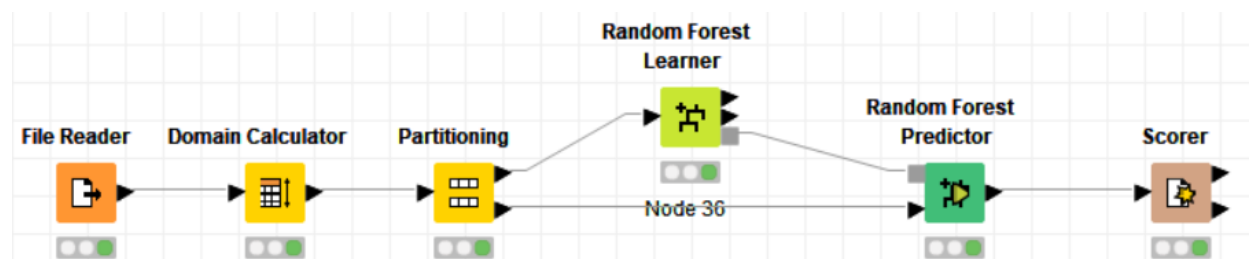 Random Forest
Learner
File Reader
Domain Calculator
Partitioning
Random Forest
Predictor
Scorer
Node 36